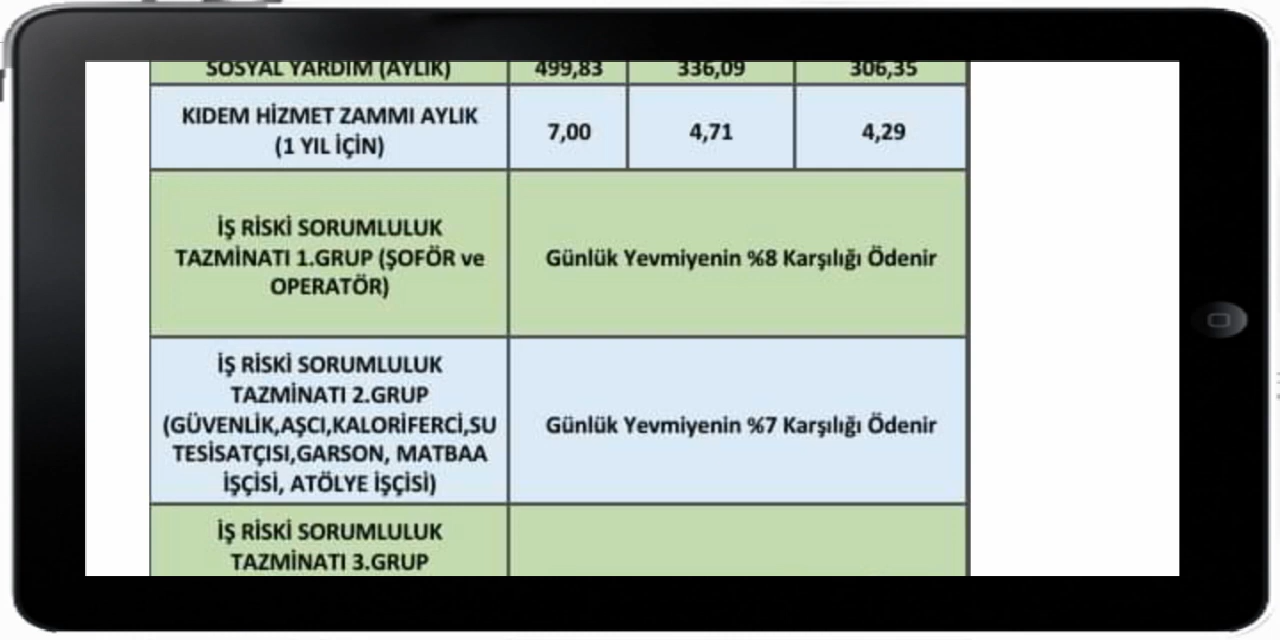 SOSYAL YARDIM (AYLIK) 499,83 336,09 306,35
KIDEM HİZMET ZAMMI AYLIK
(1 YIL İÇİN)
7,00 4,71 4,29
İŞ RİSKİ SORUMLULUK
TAZMİNATI 1.GRUP (ŞOFÖR ve
OPERATÖR)
Günlük Yevmiyenin %8 Karşılığı Ödenir
İŞ RİSKİ SORUMLULUK
TAZMİNATI 2.GRUP
(GÜVENLİK,AŞCI,KALORİFERCİ,SU
TESİSATÇISI,GARSON, MATBAA
İŞÇİSİ, ATÖLYE İŞÇİSİ)
Günlük Yevmiyenin %7 Karşılığı Ödenir
İŞ RİSKİ SORUMLULUK
TAZMİNATI 3.GRUP